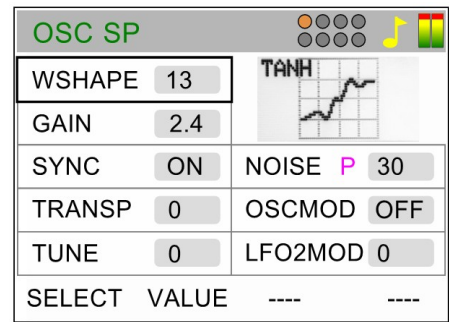 OSC SP
WSHAPE 13 TANH
GAIN 2.4
SYNC ON NOISE P 30
TRANSP 0 OSCMOD OFF
TUNE 0 LFO2MOD 0
SELECT VALUE ---- ----